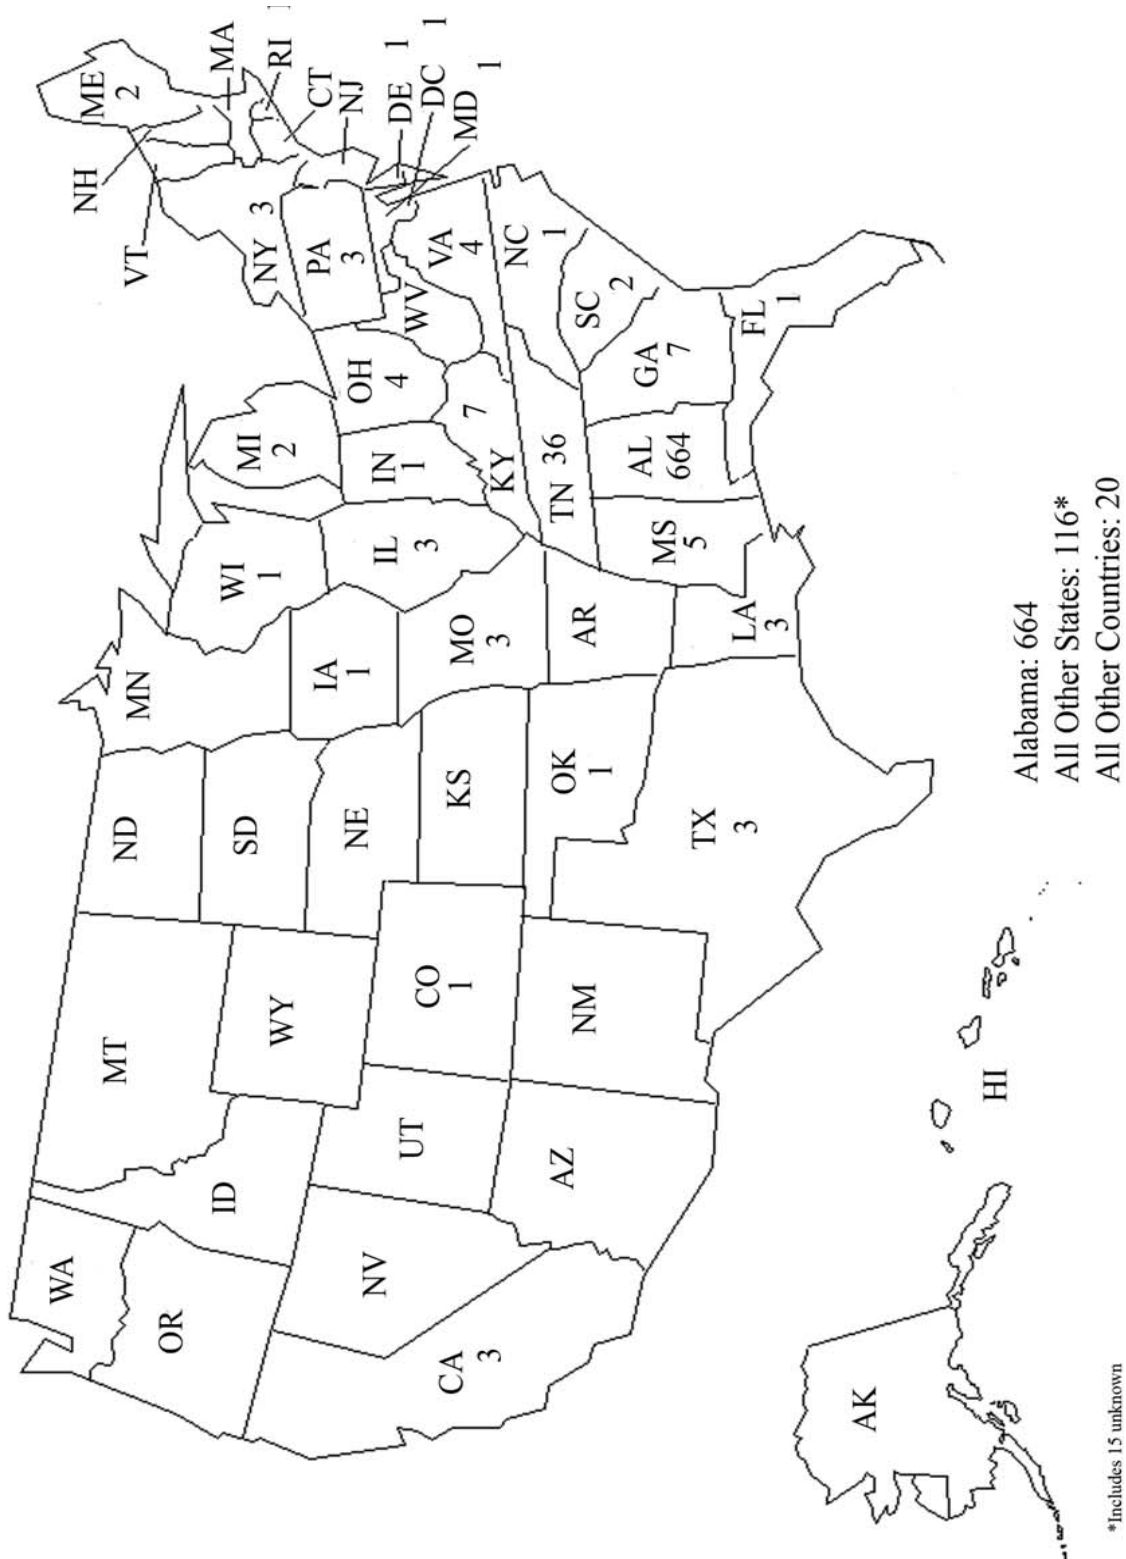 WA
MT
ND
MN
OR
ID
WY
SD
WI
1
MI
2
VT
NH
ME
2
MA
RI 1
CT
NJ
NY 3
PA
3
DE 1
DC 1
MD 1
NV
UT
CO
1
NE
IA
1
IL
3
IN
1
OH
4
WV
VA
4
CA
3
KS
MO
3
KY 7
NC
1
AZ
NM
OK
1
AR
TN 36
SC
2
TX
3
LA
3
MS
5
AL
664
GA
7
FL
1
AK
HI
Alabama: 664
All Other States: 116*
All Other Countries: 20
*Includes 15 unknown